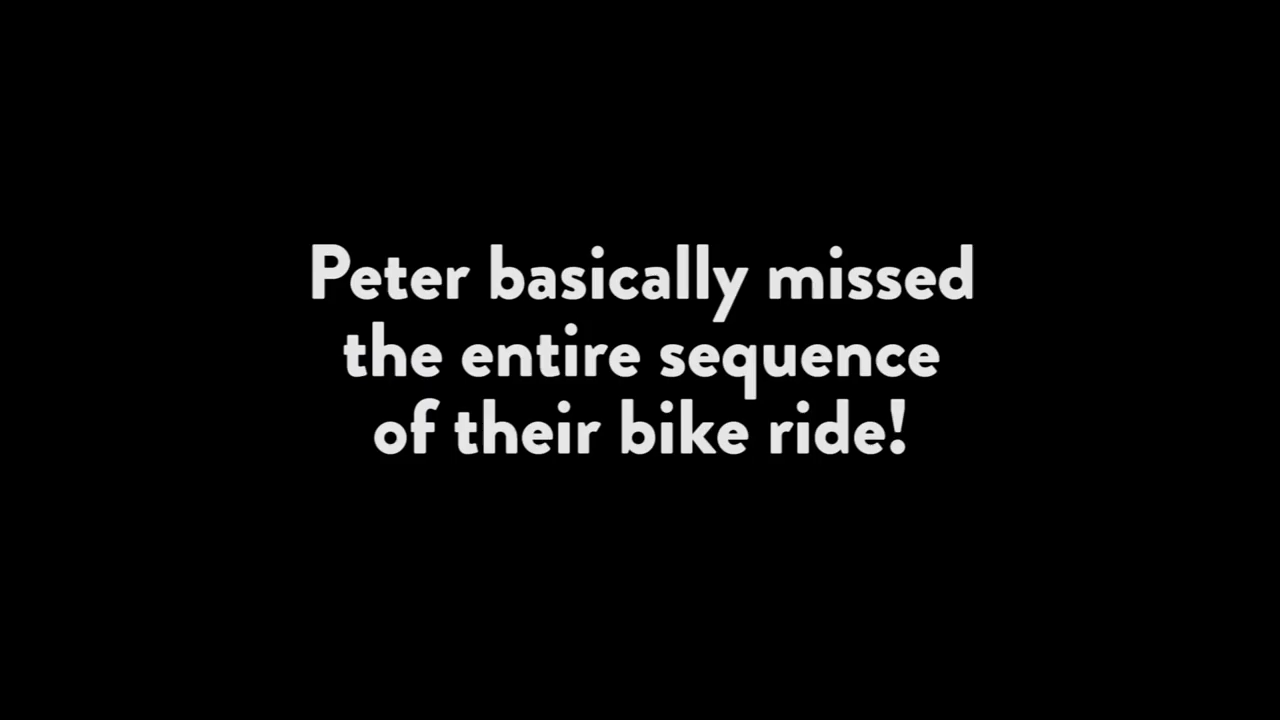 Peter basically missed
the entire sequence
of their bike ride!